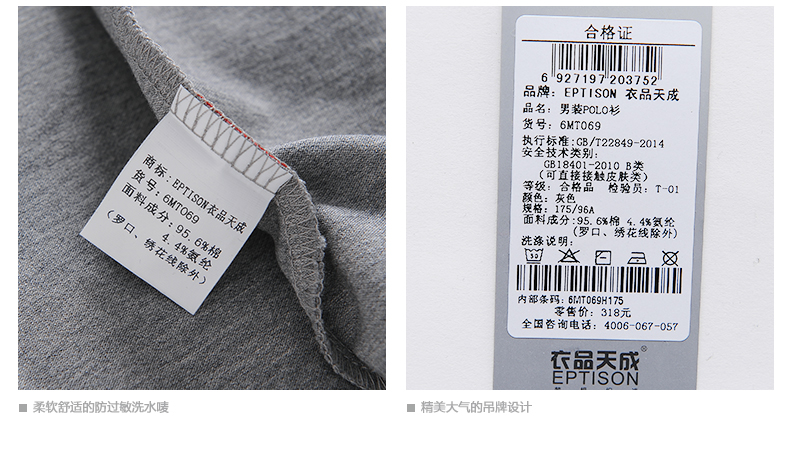 商标：EPTISON衣品天成
货号：6MT069
面料成分：95.6%棉
4.4%氨纶
（罗口、绣花线除外）
合格证
6 927197 203752
品牌：EPTISON 衣品天成
品名：男装POLO衫
货号：6MT069
执行标准:GB/T22849-2014
安全技术类别：
GB18401-2010 B类
（可直接接触皮肤类）
等级：合格品 检验员：T-01
颜色：灰色
规格：175/96A
面料成分:95.6%棉 4.4%氨纶
（罗口、绣花线除外）
洗涤说明：
内部条码：6MT069H175
零售价：318元
全国咨询电话：4006-067-057
衣品天成®
EPTISON
柔软舒适的防过敏洗水唛
精美大气的吊牌设计